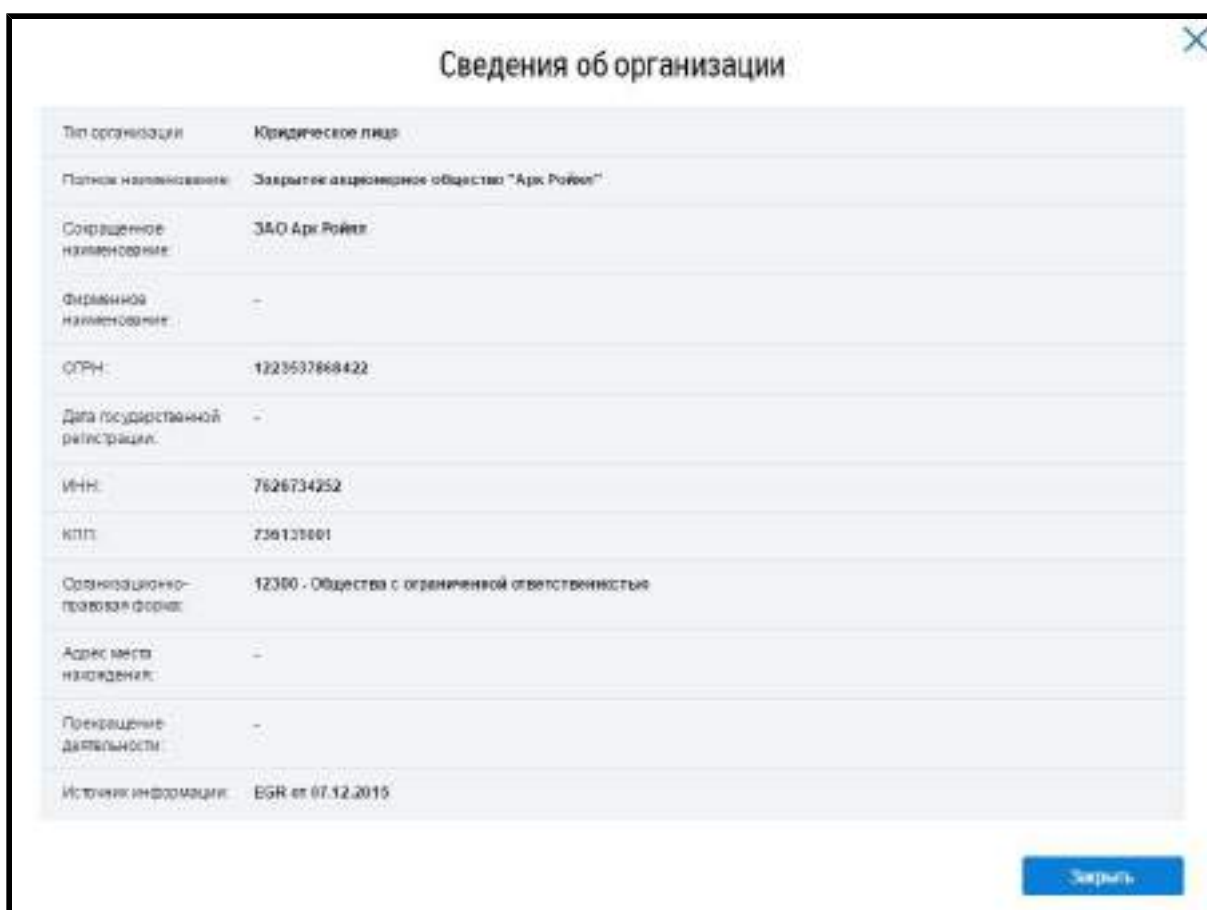 Сведения об организации
Тип организации Юридическое лицо
Полное наименование: Закрытое акционерное общество "Арк Ройял"
Сокращенное
наименование: ЗАО Арк Ройял
Фирменное
наименование: -
ОГРН: 1223537868422
Дата государственной
регистрации: -
ИНН: 7626734252
КПП: 736131001
Организационно-
правовая форма: 12300 - Общества с ограниченной ответственностью
Адрес места
нахождения: -
Прекращение
деятельности: -
Источник информации: EGR от 07.12.2015
Закрыть